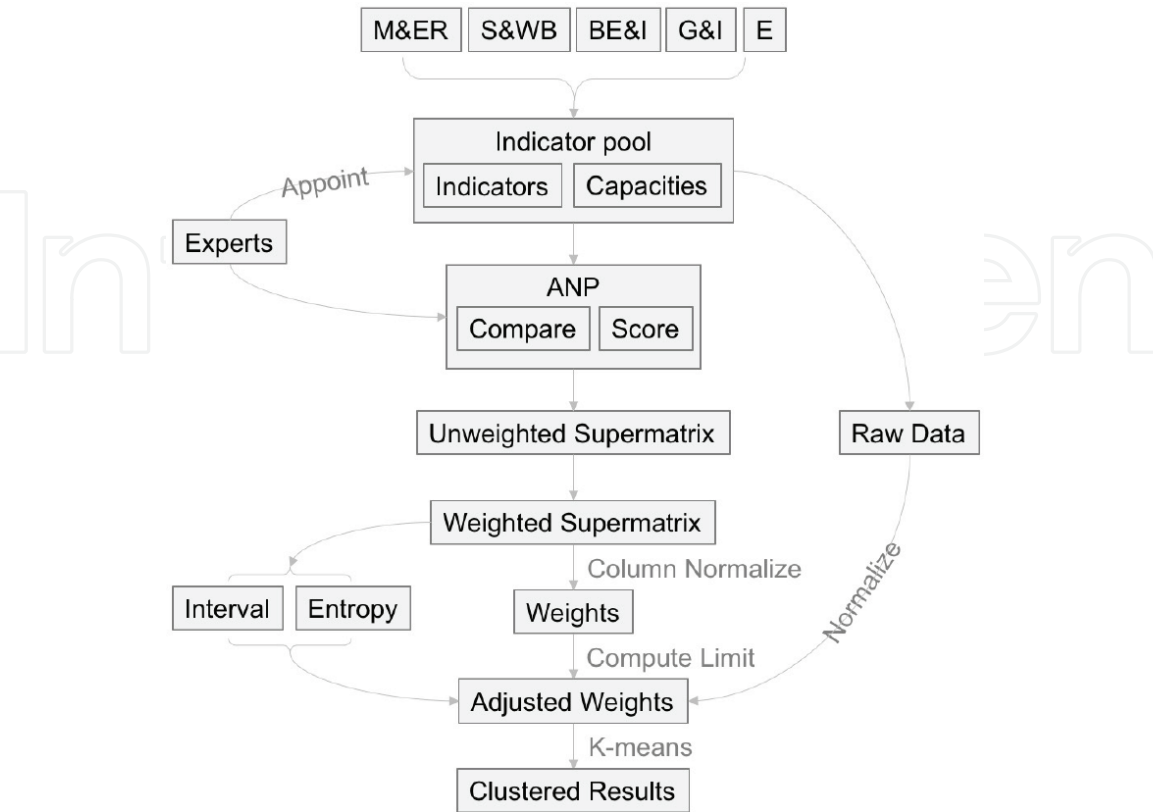 M&ER S&WB BE&I G&I E
Indicator pool
Indicators Capacities
Appoint
Experts
ANP
Compare Score
Unweighted Supermatrix
Raw Data
Weighted Supermatrix
Column Normalize
Normalize
Interval Entropy
Weights
Compute Limit
Adjusted Weights
K-means
Clustered Results